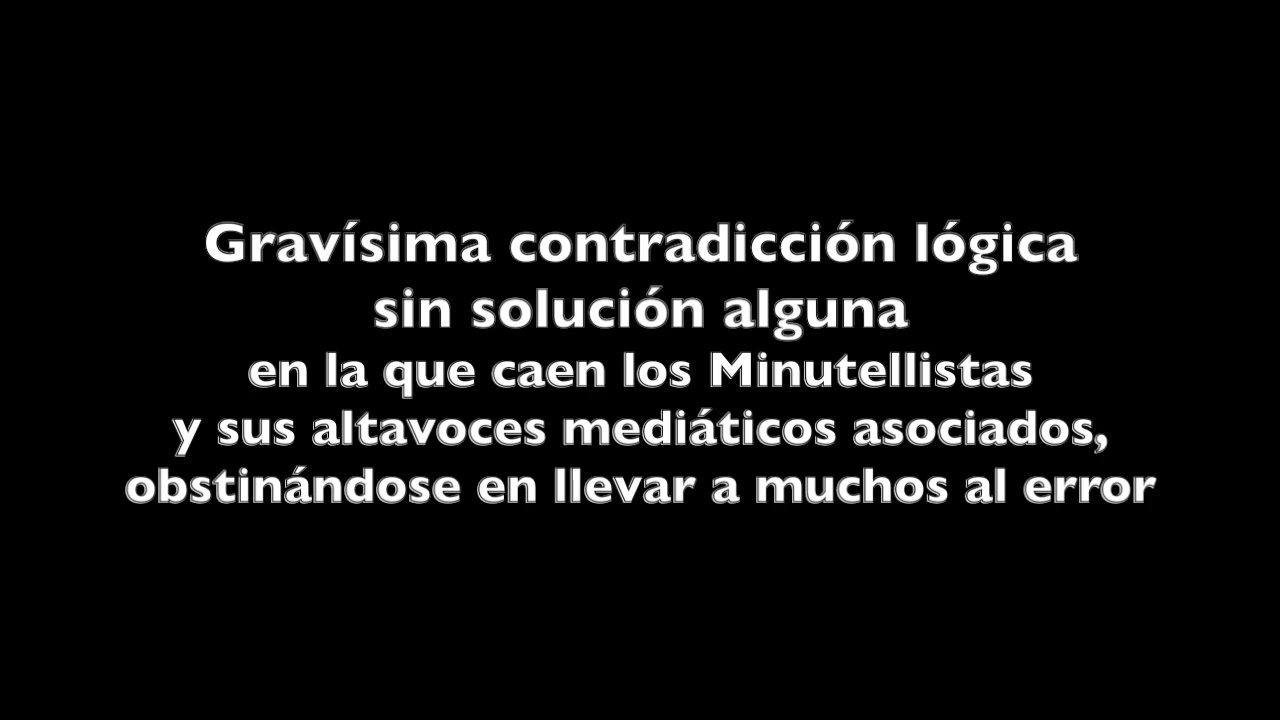 Gravísima contradicción lógica
sin solución alguna
en la que caen los Minutellistas
y sus altavoces mediáticos asociados,
obstinándose en llevar a muchos al error